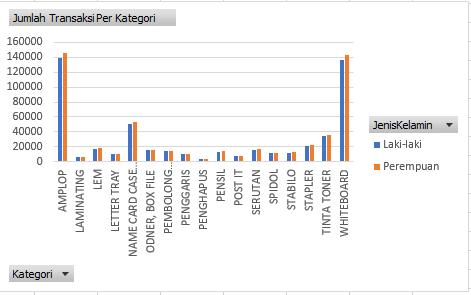 Jumlah Transaksi Per Kategori
160000
140000
120000
100000
80000
60000
40000
20000
0
AMPLOP
LAMINATING
LEM
LETTER TRAY
NAME CARD CASE...
ODNER, BOX FILE
PEMBOLONG...
PENGGARIS
PENGHAPUS
PENSIL
POST IT
SERUTAN
SPIDOL
STABILO
STAPLER
TINTA TONER
WHITEBOARD
JenisKelamin
Laki-laki
Perempuan
Kategori